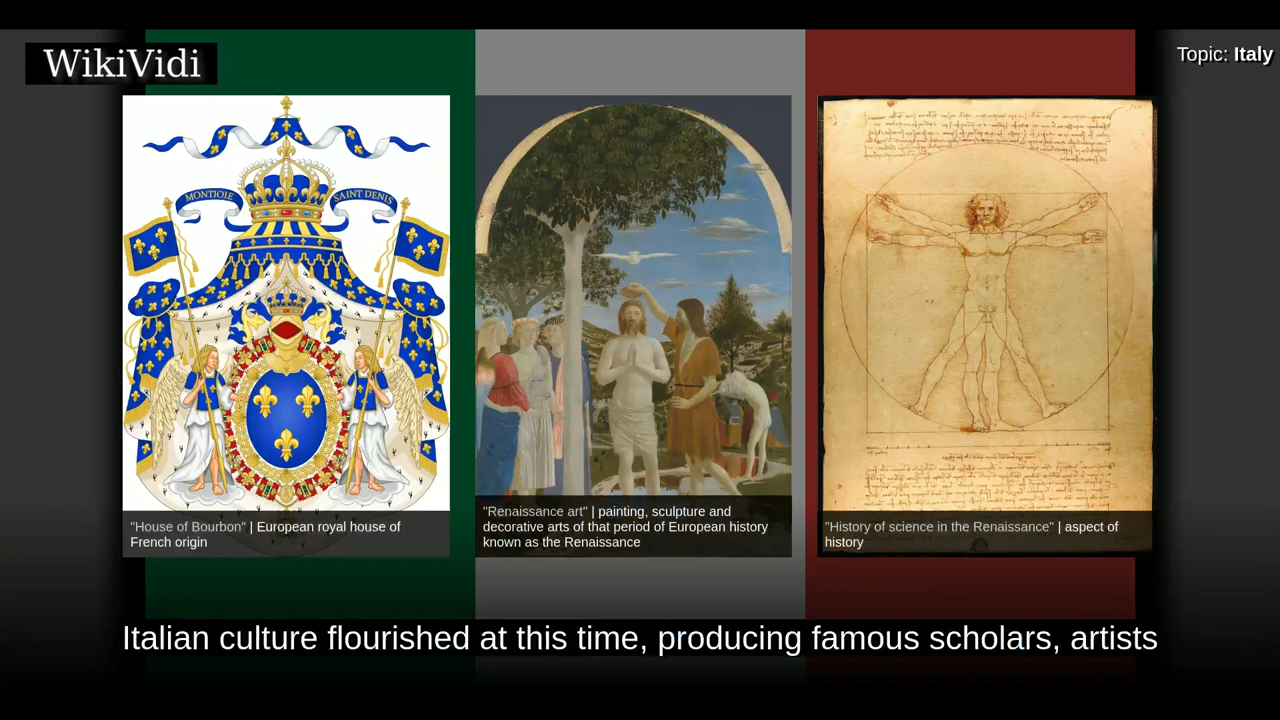 WikiVidi
Topic: Italy
MONTJOIE
SAINT DENIS
"House of Bourbon" | European royal house of
French origin
"Renaissance art" | painting, sculpture and
decorative arts of that period of European history
known as the Renaissance
"History of science in the Renaissance" | aspect of
history
Italian culture flourished at this time, producing famous scholars, artists